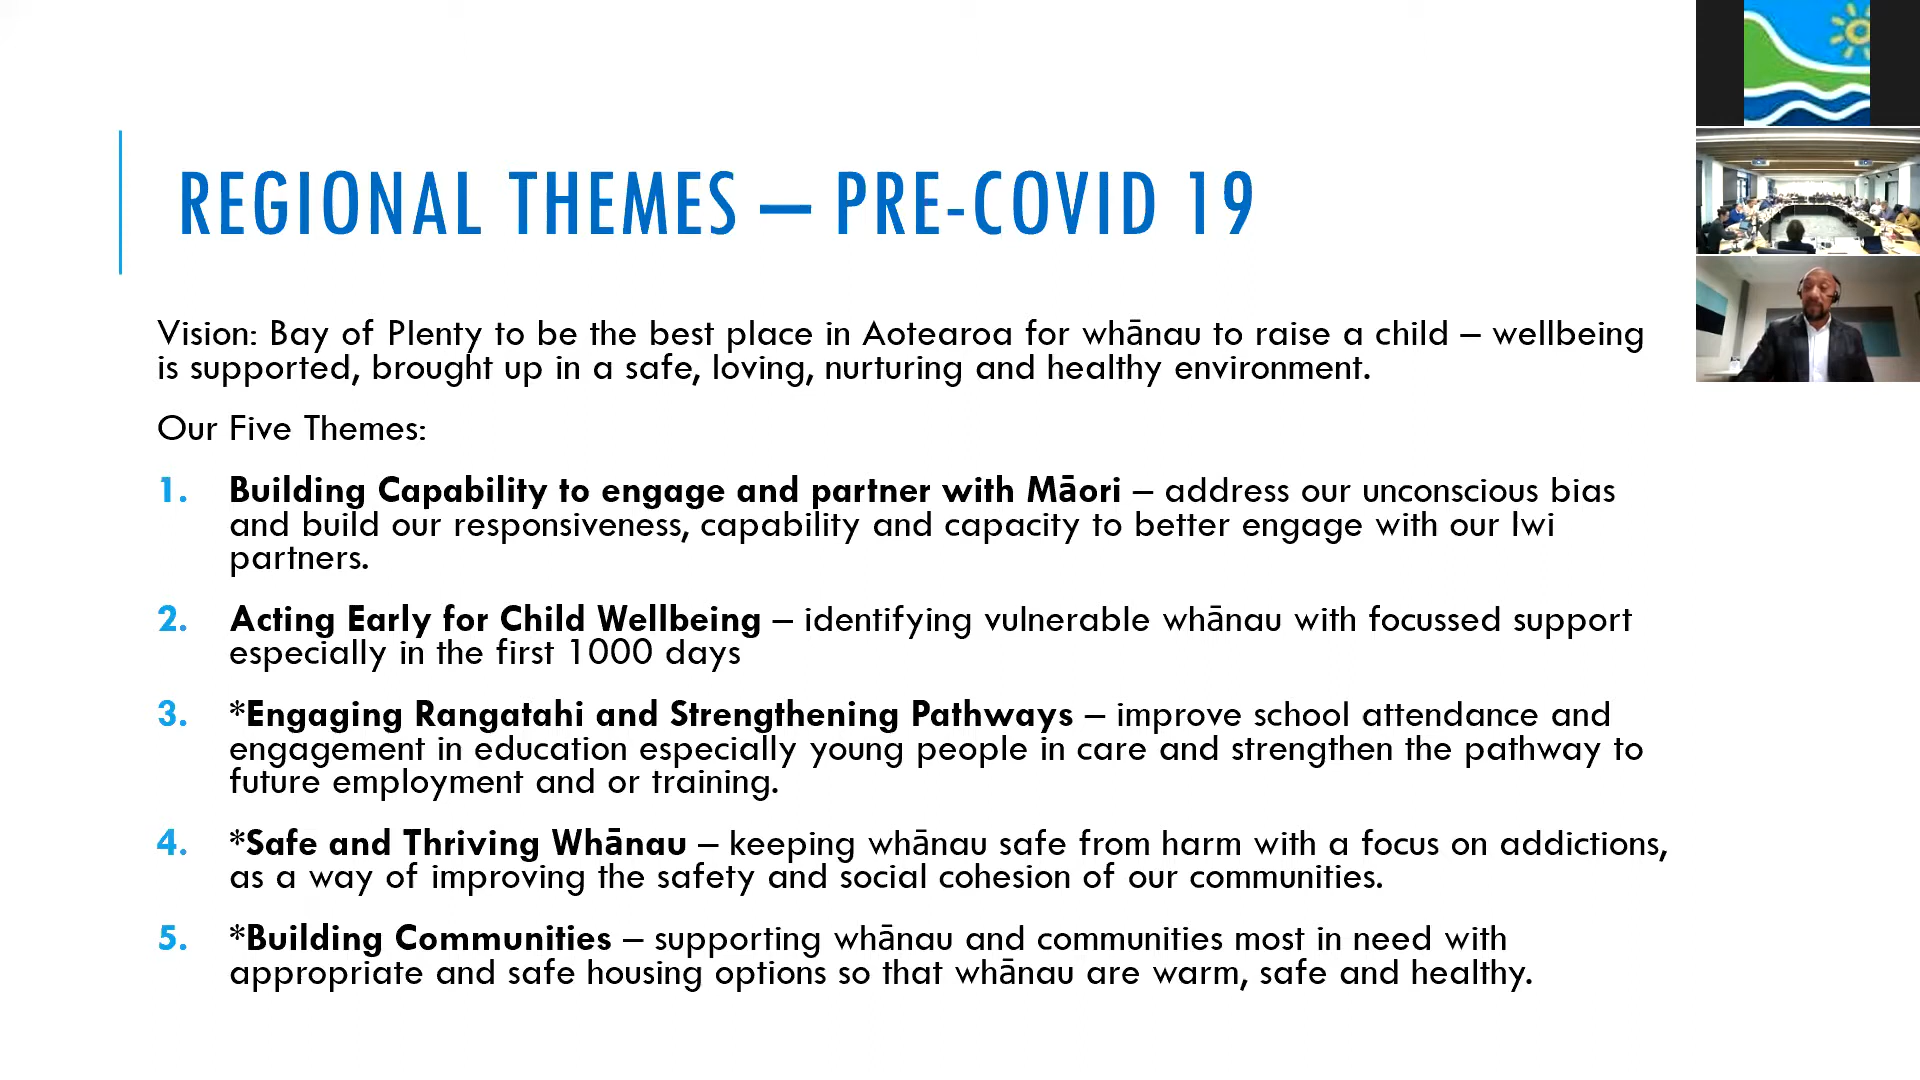 REGIONAL THEMES – PRE-COVID 19
Vision: Bay of Plenty to be the best place in Aotearoa for whānau to raise a child – wellbeing
is supported, brought up in a safe, loving, nurturing and healthy environment.
Our Five Themes:
1. Building Capability to engage and partner with Māori – address our unconscious bias
and build our responsiveness, capability and capacity to better engage with our Iwi
partners.
2. Acting Early for Child Wellbeing – identifying vulnerable whānau with focussed support
especially in the first 1000 days
3. *Engaging Rangatahi and Strengthening Pathways – improve school attendance and
engagement in education especially young people in care and strengthen the pathway to
future employment and or training.
4. *Safe and Thriving Whānau – keeping whānau safe from harm with a focus on addictions,
as a way of improving the safety and social cohesion of our communities.
5. *Building Communities – supporting whānau and communities most in need with
appropriate and safe housing options so that whānau are warm, safe and healthy.